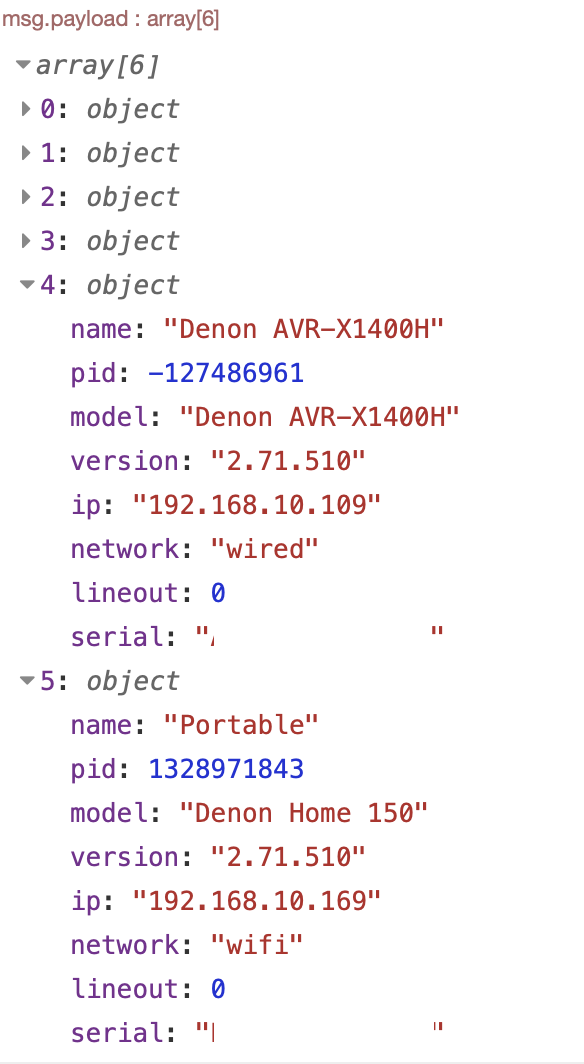 msg.payload : array[6]
array[6]
0: object
1: object
2: object
3: object
4: object
name: "Denon AVR-X1400H"
pid: -127486961
model: "Denon AVR-X1400H"
version: "2.71.510"
ip: "192.168.10.109"
network: "wired"
lineout: 0
serial: " "
5: object
name: "Portable"
pid: 1328971843
model: "Denon Home 150"
version: "2.71.510"
ip: "192.168.10.169"
network: "wifi"
lineout: 0
serial: " "